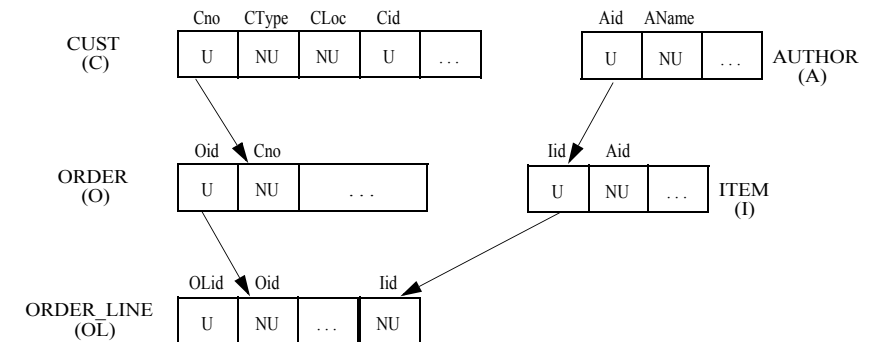 Cno CType CLoc Cid
CUST
(C)
U NU NU U ...
Aid AName
U NU ...
AUTHOR
(A)
Oid Cno
ORDER
(O)
U NU ...
Iid Aid
U NU ...
ITEM
(I)
OLid Oid Iid
ORDER_LINE
(OL)
U NU ... NU